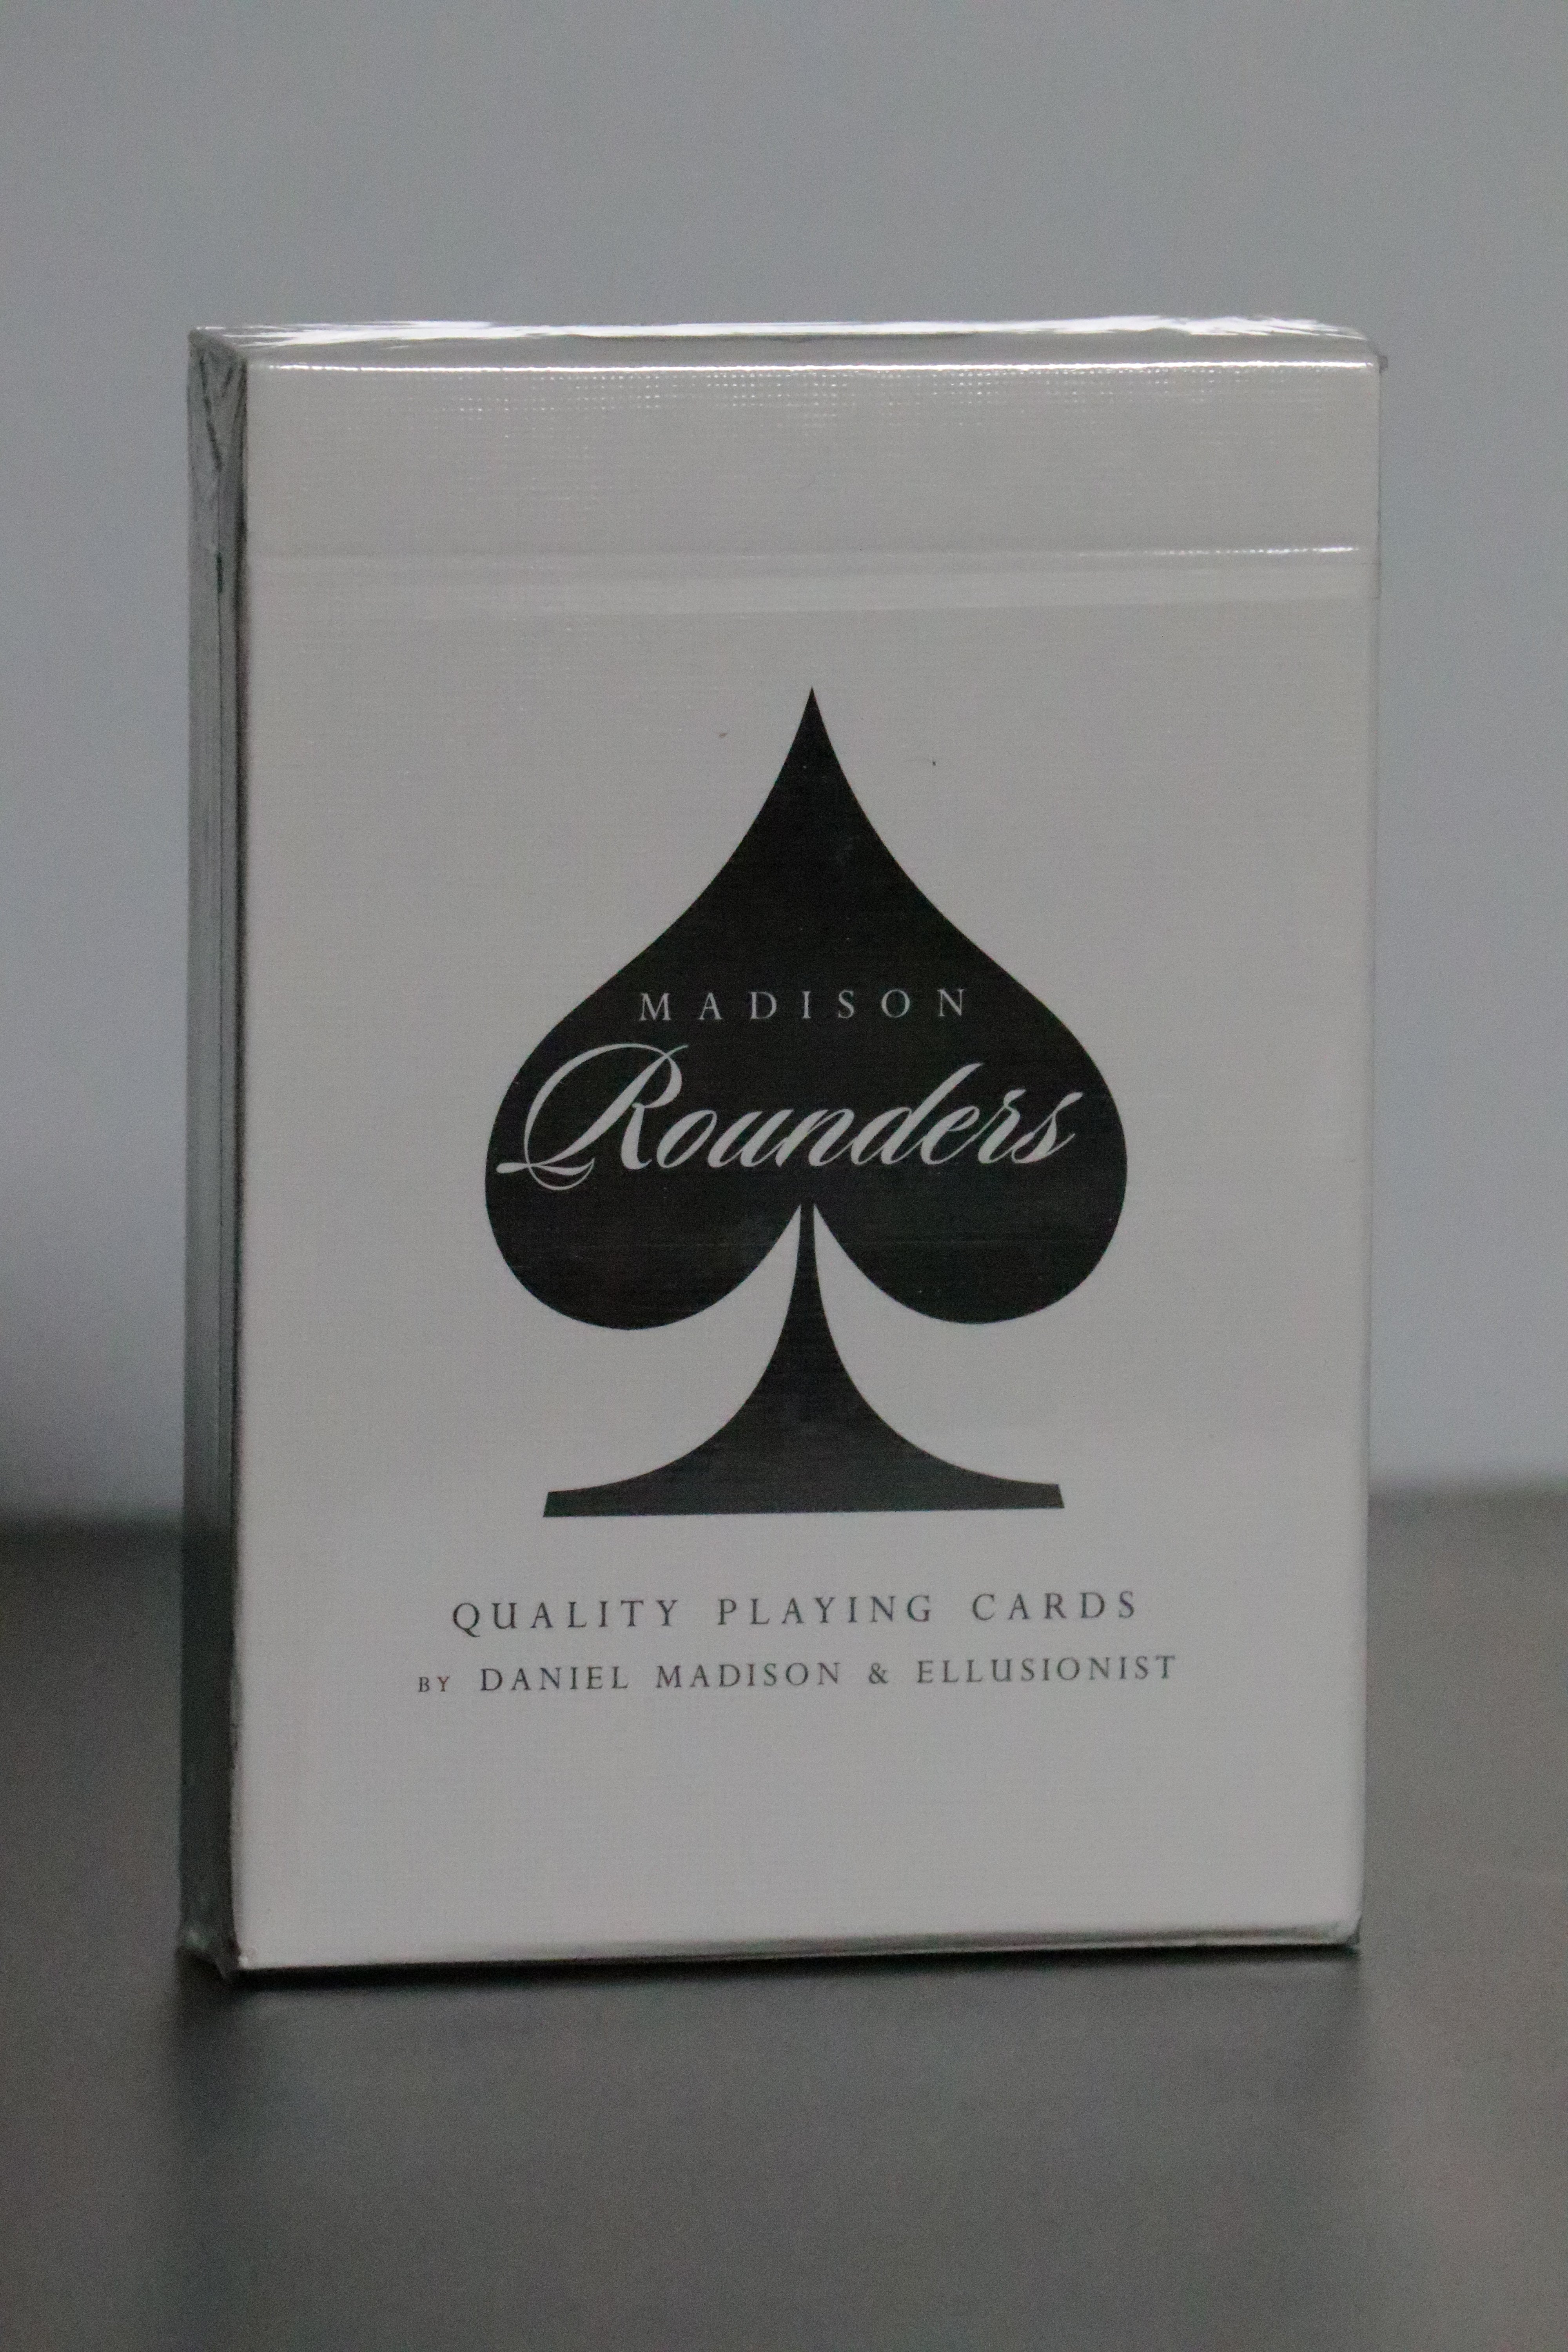 MADISON
Rounders
QUALITY PLAYING CARDS
BY DANIEL MADISON & ELLUSIONIST